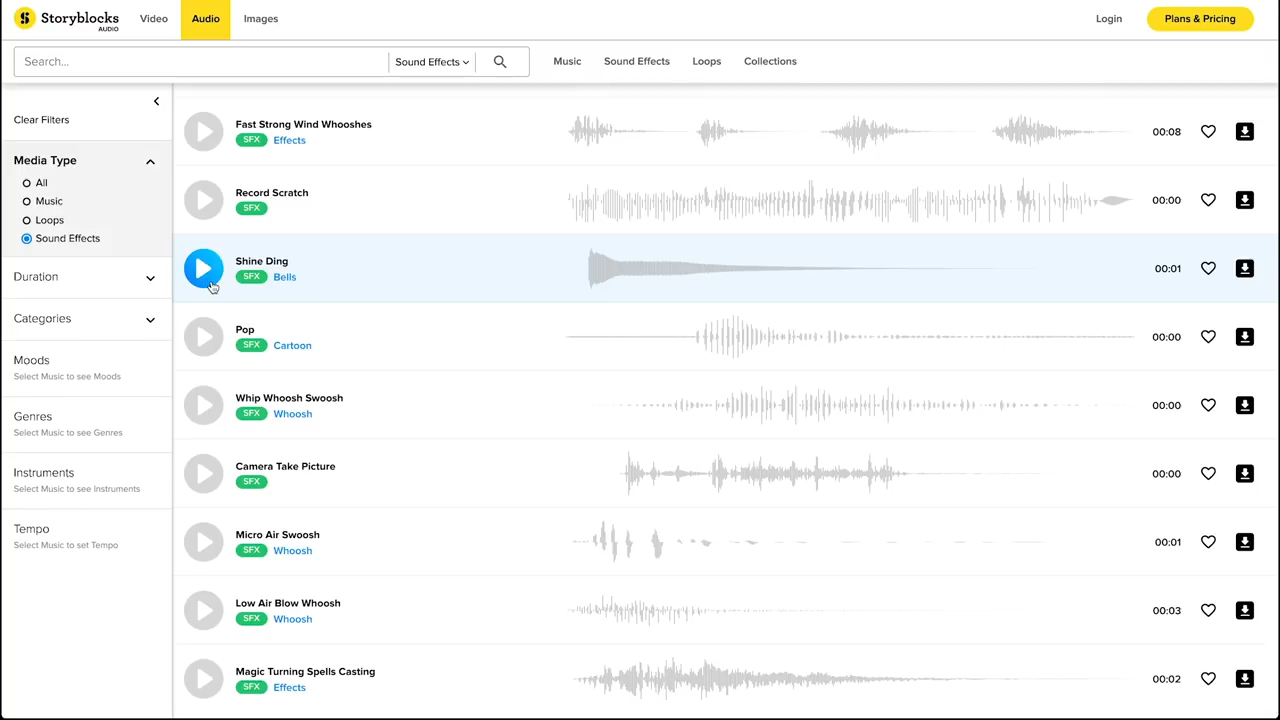 Storyblocks
AUDIO
Video
Audio
Images
Login
Plans & Pricing
Search...
Sound Effects
Music
Sound Effects
Loops
Collections
Clear Filters
Media Type
All
Music
Loops
Sound Effects
Duration
Categories
Moods
Select Music to see Moods
Genres
Select Music to see Genres
Instruments
Select Music to see Instruments
Tempo
Select Music to set Tempo
Fast Strong Wind Whooshes
SFX Effects
00:08
Record Scratch
SFX
00:00
Shine Ding
SFX Bells
00:01
Pop
SFX Cartoon
00:00
Whip Whoosh Swoosh
SFX Whoosh
00:00
Camera Take Picture
SFX
00:00
Micro Air Swoosh
SFX Whoosh
00:01
Low Air Blow Whoosh
SFX Whoosh
00:03
Magic Turning Spells Casting
SFX Effects
00:02